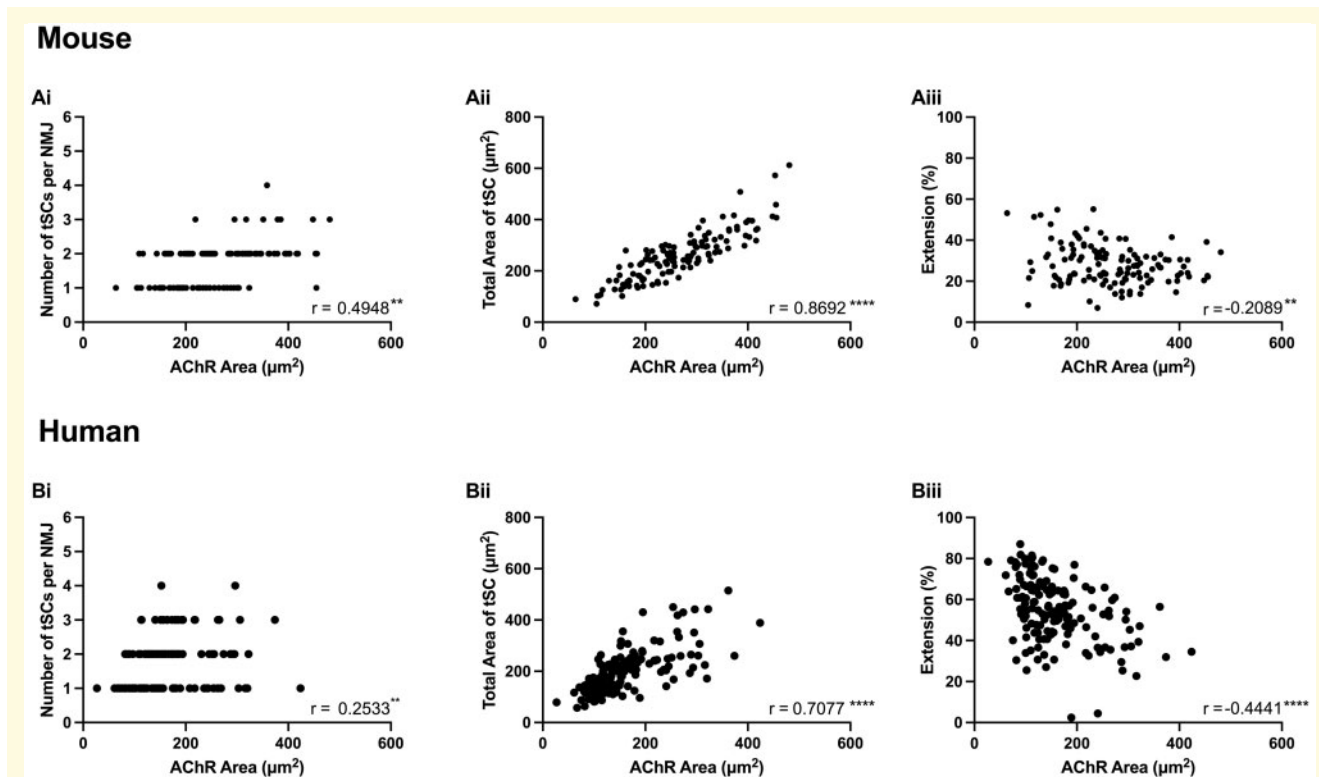 Mouse
Ai
Number of tSCs per NMJ
6
5
4
3
2
1
0
0 200 400 600
AChR Area (µm²)
r = 0.4948**
Aii
Total Area of tSC (µm²)
800
600
400
200
0
0 200 400 600
AChR Area (µm²)
r = 0.8692 ****
Aiii
Extension (%)
100
80
60
40
20
0
0 200 400 600
AChR Area (µm²)
r =-0.2089**
Human
Bi
Number of tSCs per NMJ
6
5
4
3
2
1
0
0 200 400 600
AChR Area (µm²)
r = 0.2533**
Bii
Total Area of tSC (µm²)
800
600
400
200
0
0 200 400 600
AChR Area (µm²)
r = 0.7077 ****
Biii
Extension (%)
100
80
60
40
20
0
0 200 400 600
AChR Area (µm²)
r =-0.4441****